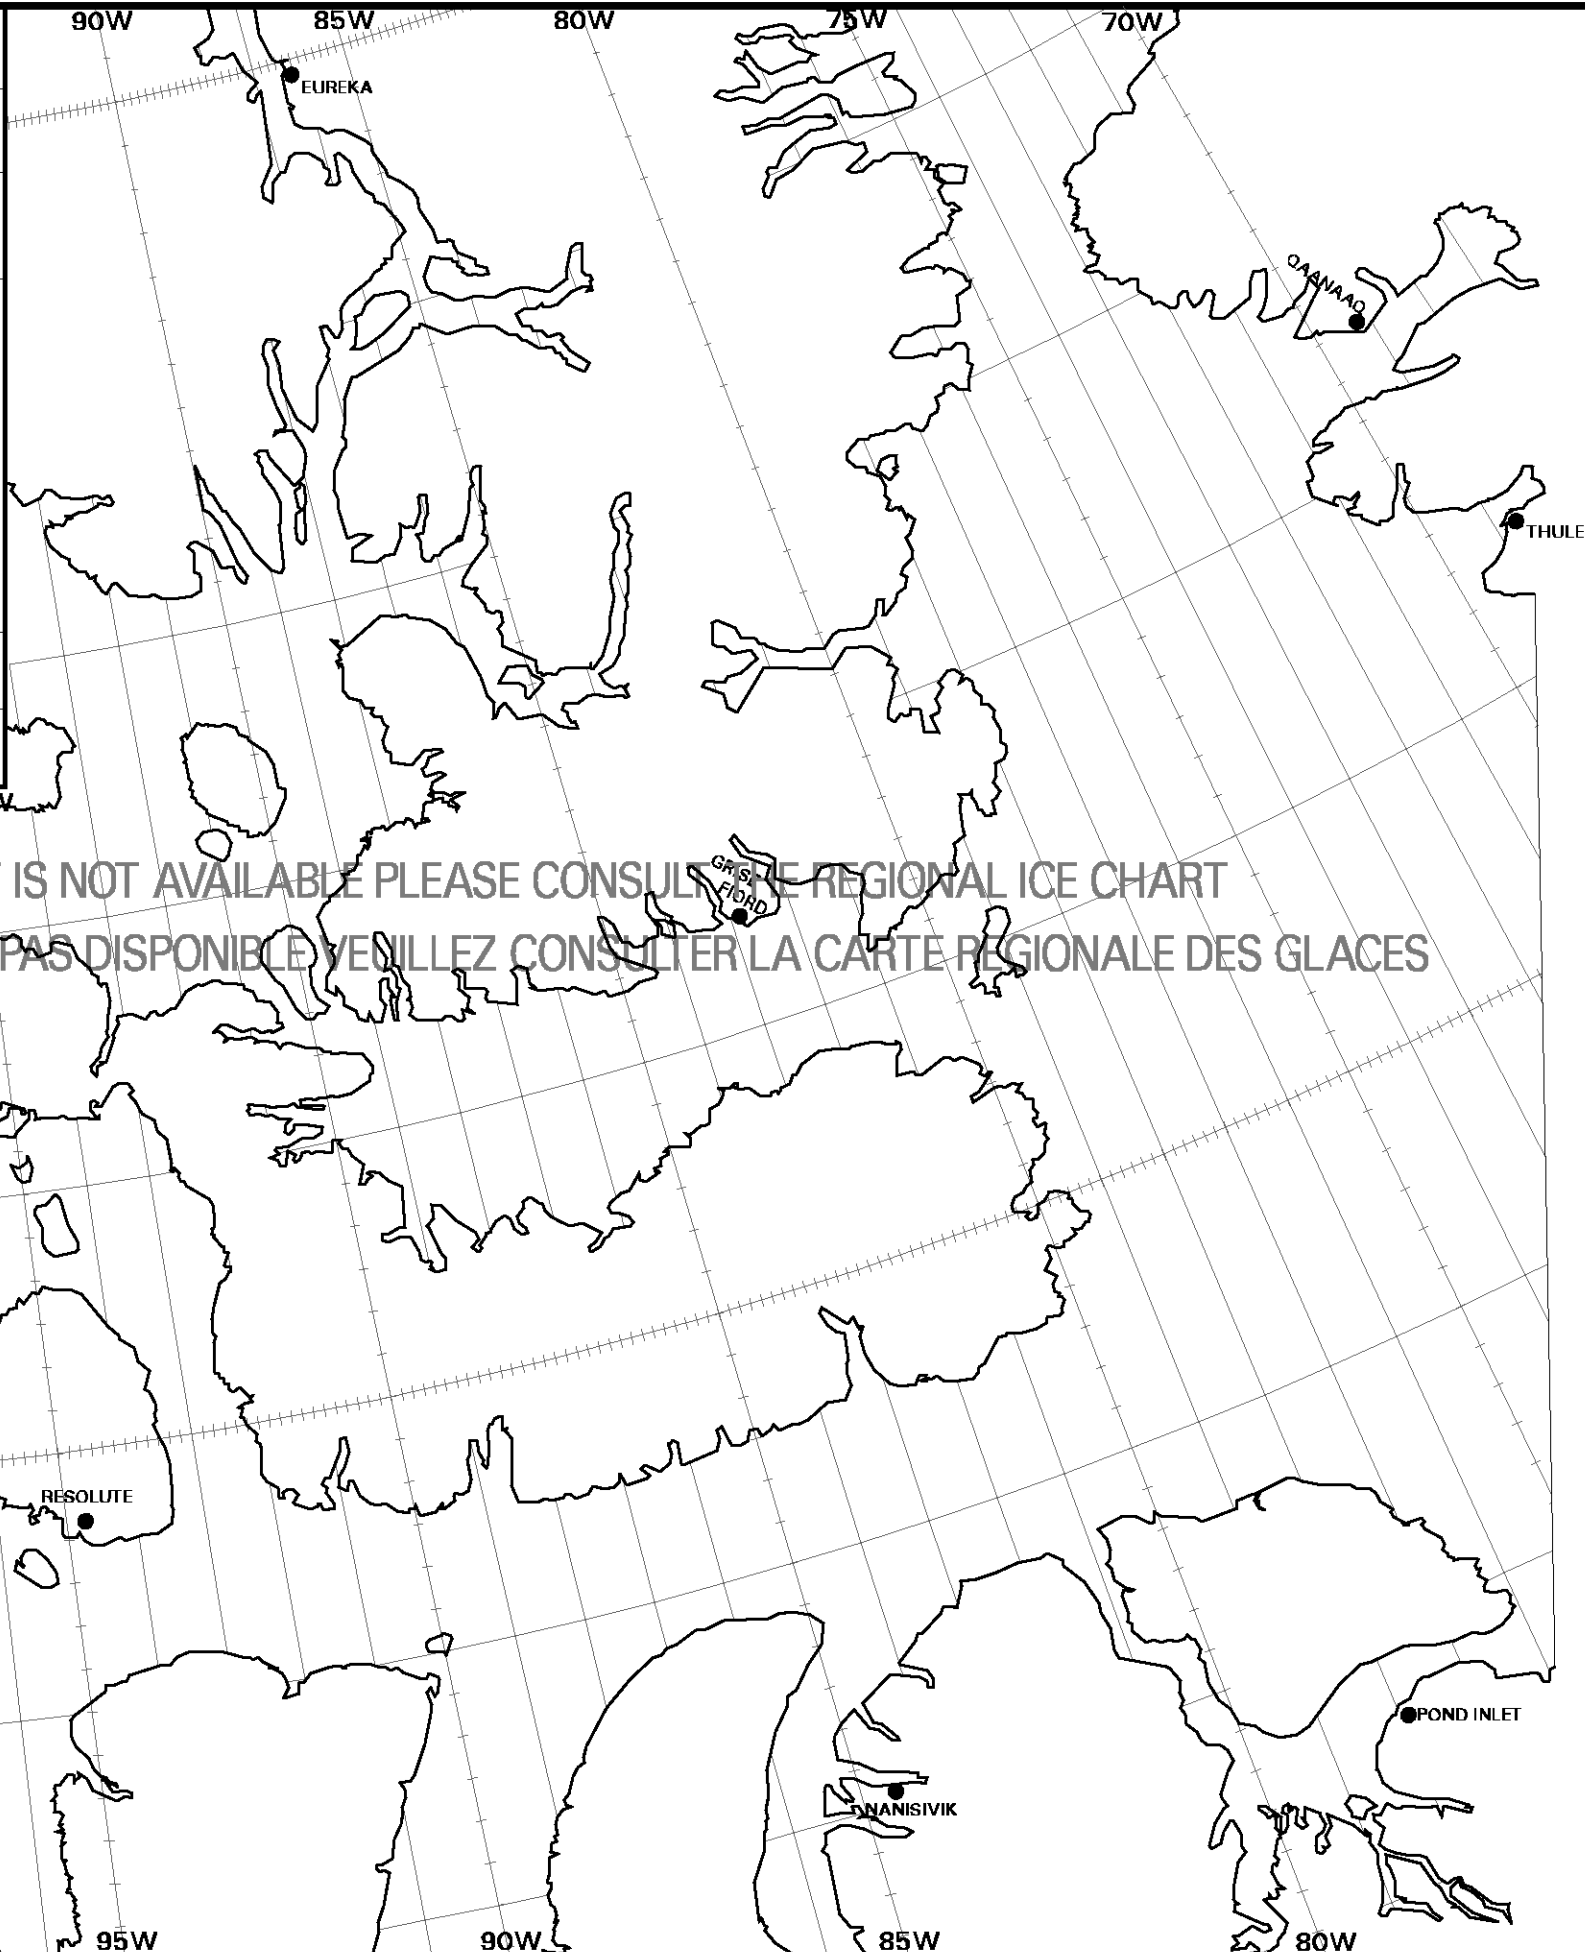 90W 85W 80W 75W 70W
EUREKA
QAANAAQ
THULE
GRISE
FIORD
IS NOT AVAILABLE PLEASE CONSULT THE REGIONAL ICE CHART
PAS DISPONIBLE VEUILLEZ CONSULTER LA CARTE REGIONALE DES GLACES
RESOLUTE
POND INLET
NANISIVIK
95W 90W 85W 80W